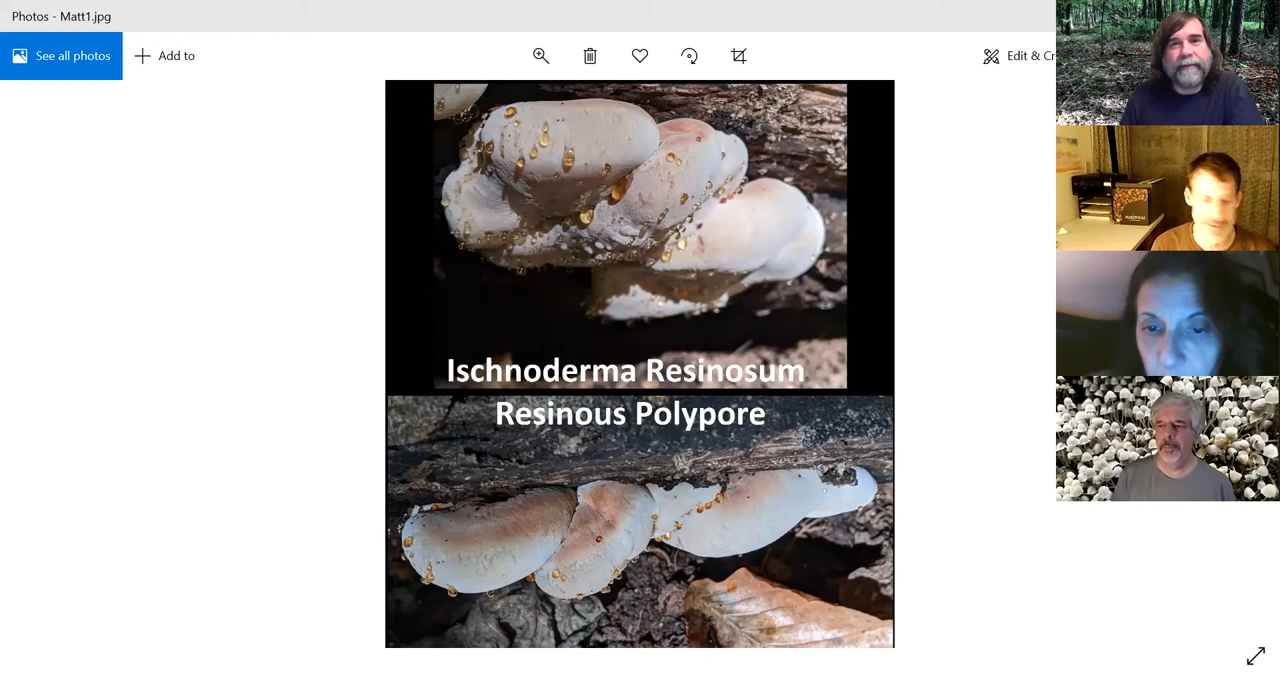 Photos - Matt1.jpg
See all photos
Add to
Edit & Cr
Ischnoderma Resinosum
Resinous Polypore